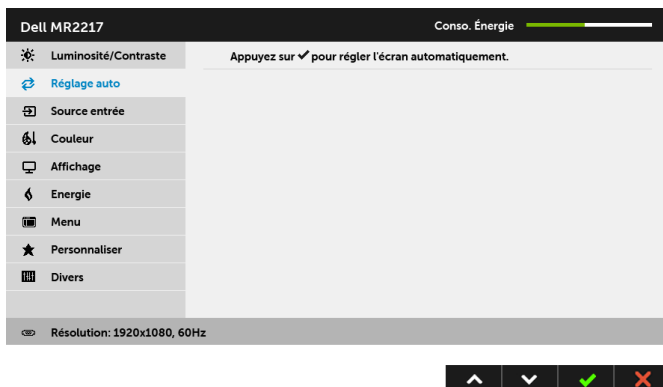 Dell MR2217 Conso. Énergie
Luminosité/Contraste
Appuyez sur ✓ pour régler l'écran automatiquement.
Réglage auto
Source entrée
Couleur
Affichage
Energie
Menu
Personnaliser
Divers
Résolution: 1920x1080, 60Hz